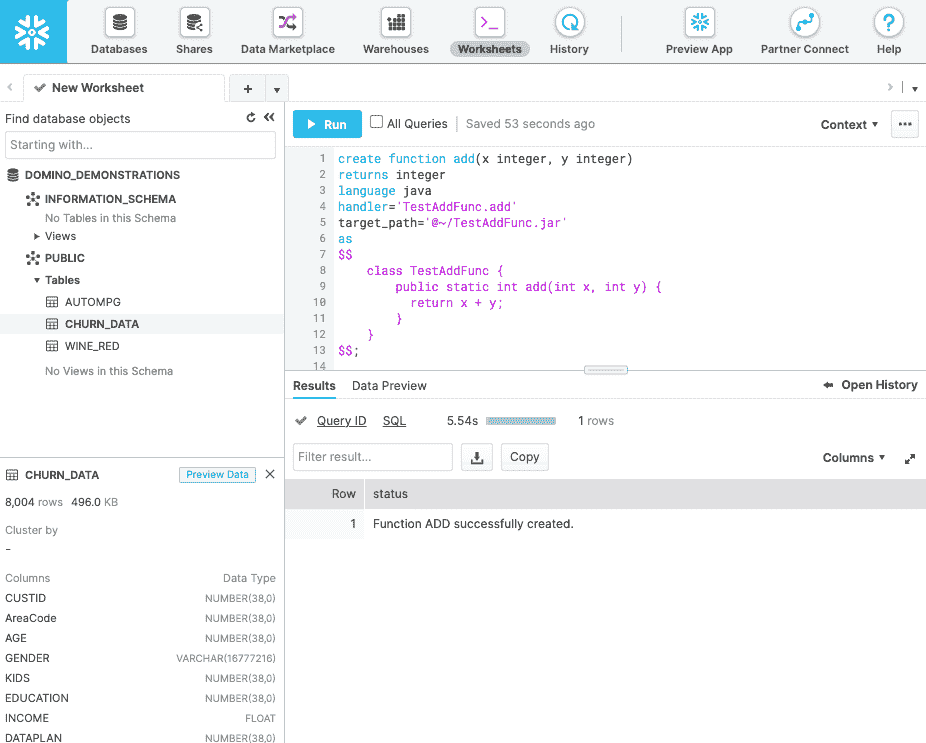 Databases
Shares
Data Marketplace
Warehouses
Worksheets
History
Preview App
Partner Connect
Help
New Worksheet
Find database objects
Starting with...
DOMINO_DEMONSTRATIONS
INFORMATION_SCHEMA
No Tables in this Schema
Views
PUBLIC
Tables
AUTOMPG
CHURN_DATA
WINE_RED
No Views in this Schema
CHURN_DATA Preview Data
8,004 rows 496.0 KB
Cluster by
–
Columns Data Type
CUSTID NUMBER(38,0)
AreaCode NUMBER(38,0)
AGE NUMBER(38,0)
GENDER VARCHAR(16777216)
KIDS NUMBER(38,0)
EDUCATION NUMBER(38,0)
INCOME FLOAT
DATAPLAN NUMBER(38,0)
Run All Queries Saved 53 seconds ago Context
1 create function add(x integer, y integer)
2 returns integer
3 language java
4 handler='TestAddFunc.add'
5 target_path='@~/TestAddFunc.jar'
6 as
7 $$
8 class TestAddFunc {
9 public static int add(int x, int y) {
10 return x + y;
11 }
12 }
13 $$;
14
Results Data Preview Open History
Query ID SQL 5.54s 1 rows
Filter result... Copy Columns
Row status
1 Function ADD successfully created.